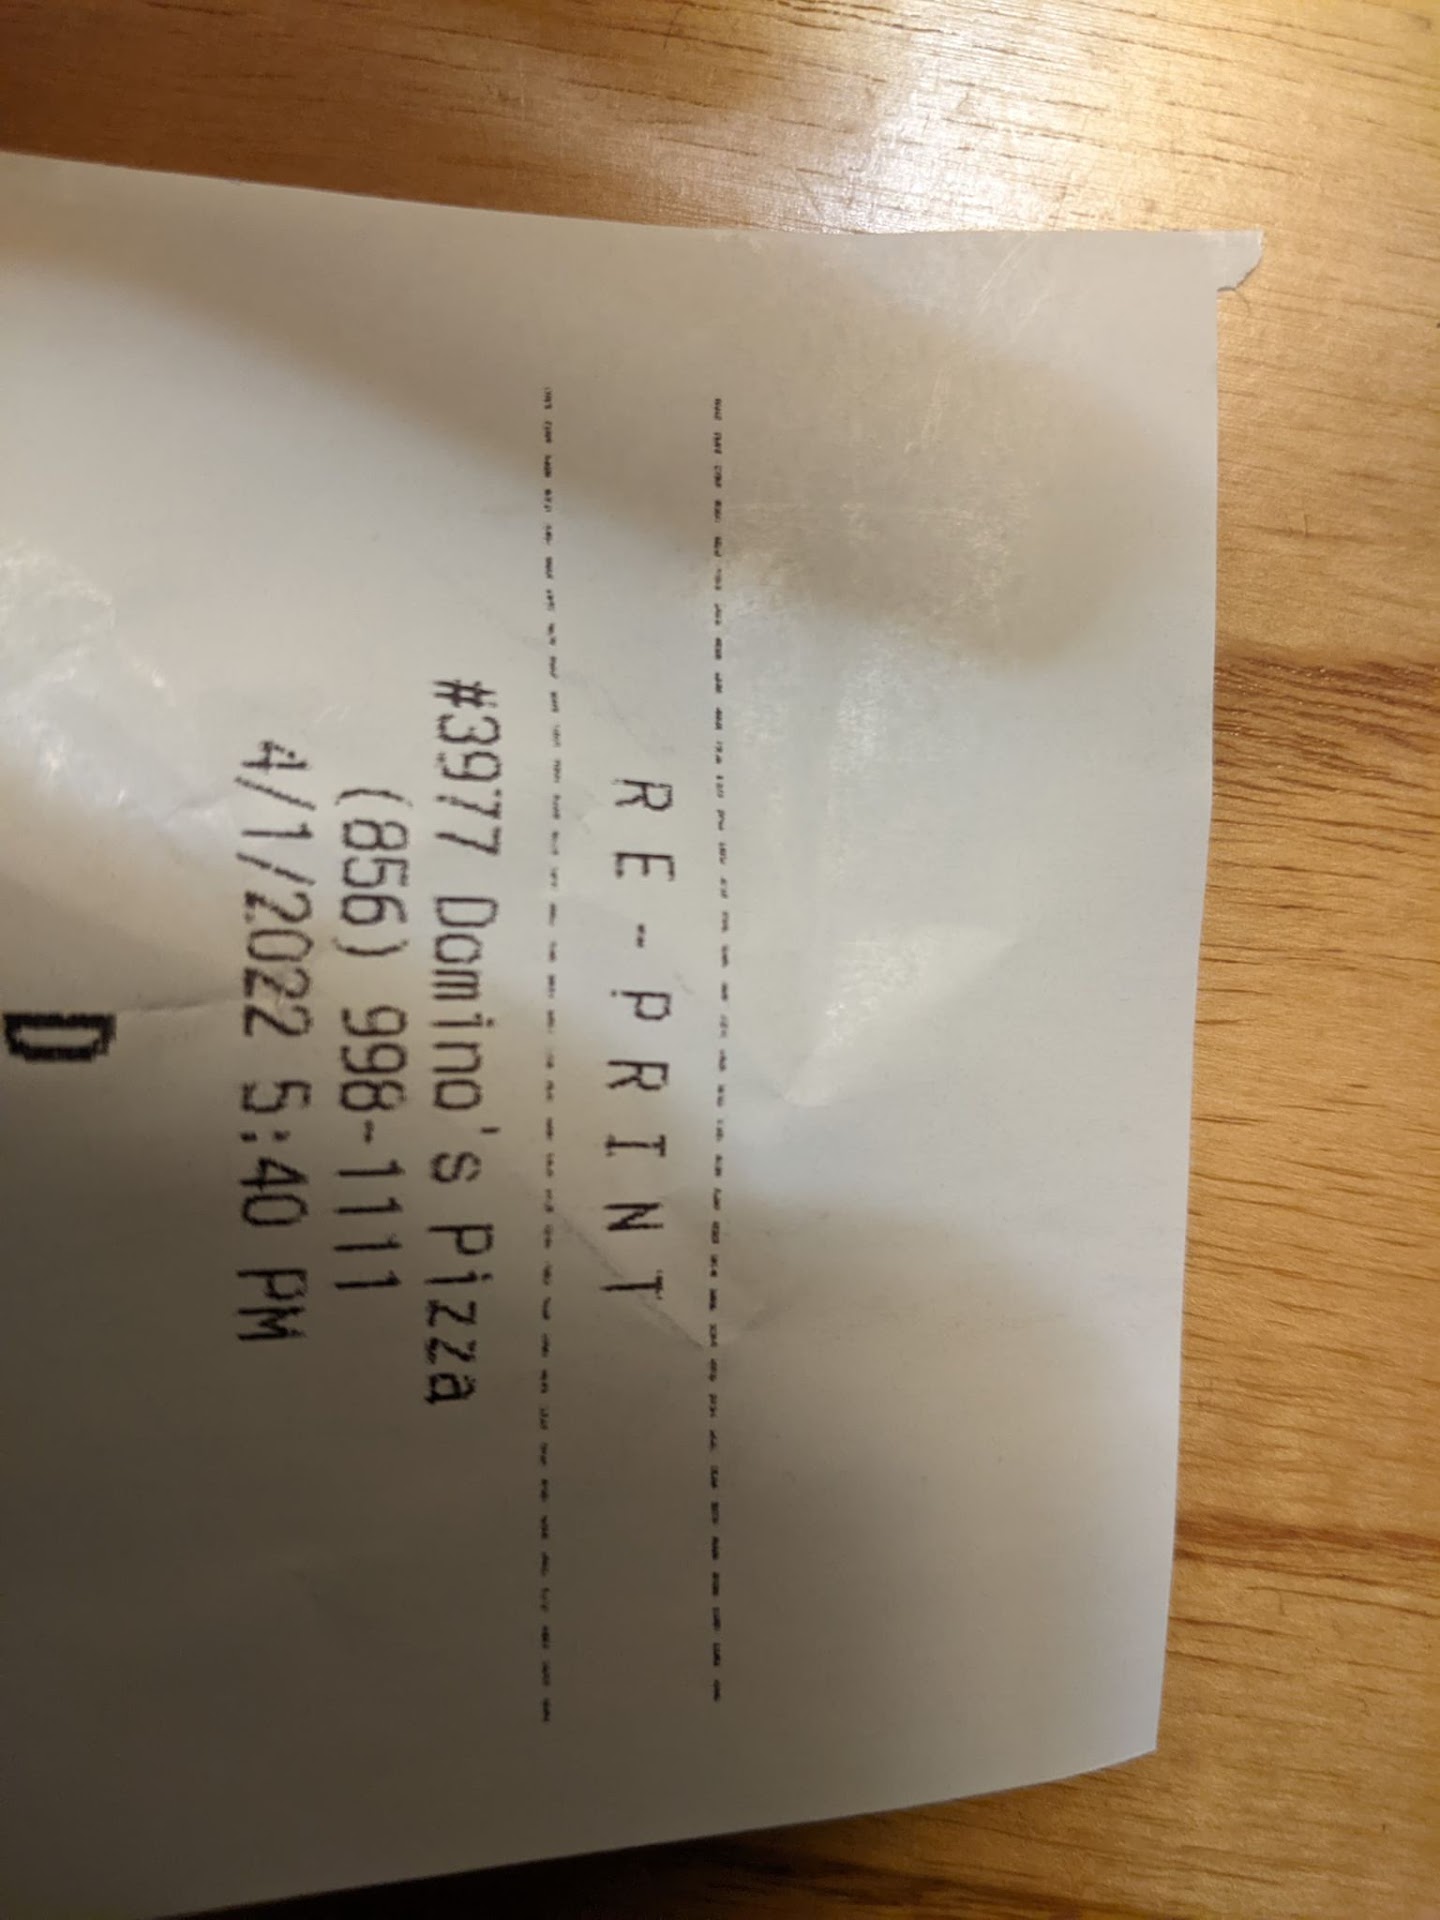 RE-PRINT
#3977 Domino's Pizza
(856) 998-1111
4/1/2022 5:40 PM
D